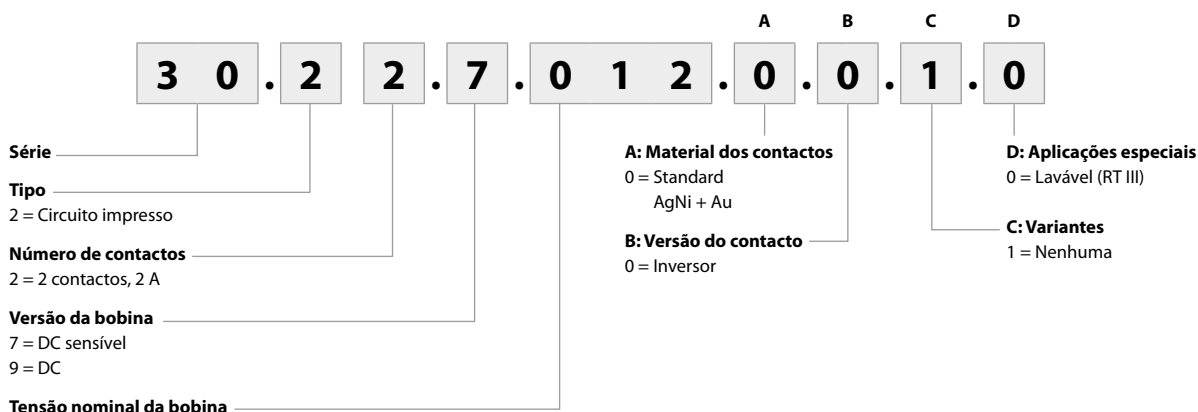 A B C D
3 0 . 2 2 . 7 . 0 1 2 . 0 . 0 . 1 . 0
Série
Tipo
2 = Circuito impresso
Número de contactos
2 = 2 contactos, 2 A
Versão da bobina
7 = DC sensível
9 = DC
Tensão nominal da bobina
A: Material dos contactos
0 = Standard
AgNi + Au
B: Versão do contacto
0 = Inversor
D: Aplicações especiais
0 = Lavável (RT III)
C: Variantes
1 = Nenhuma